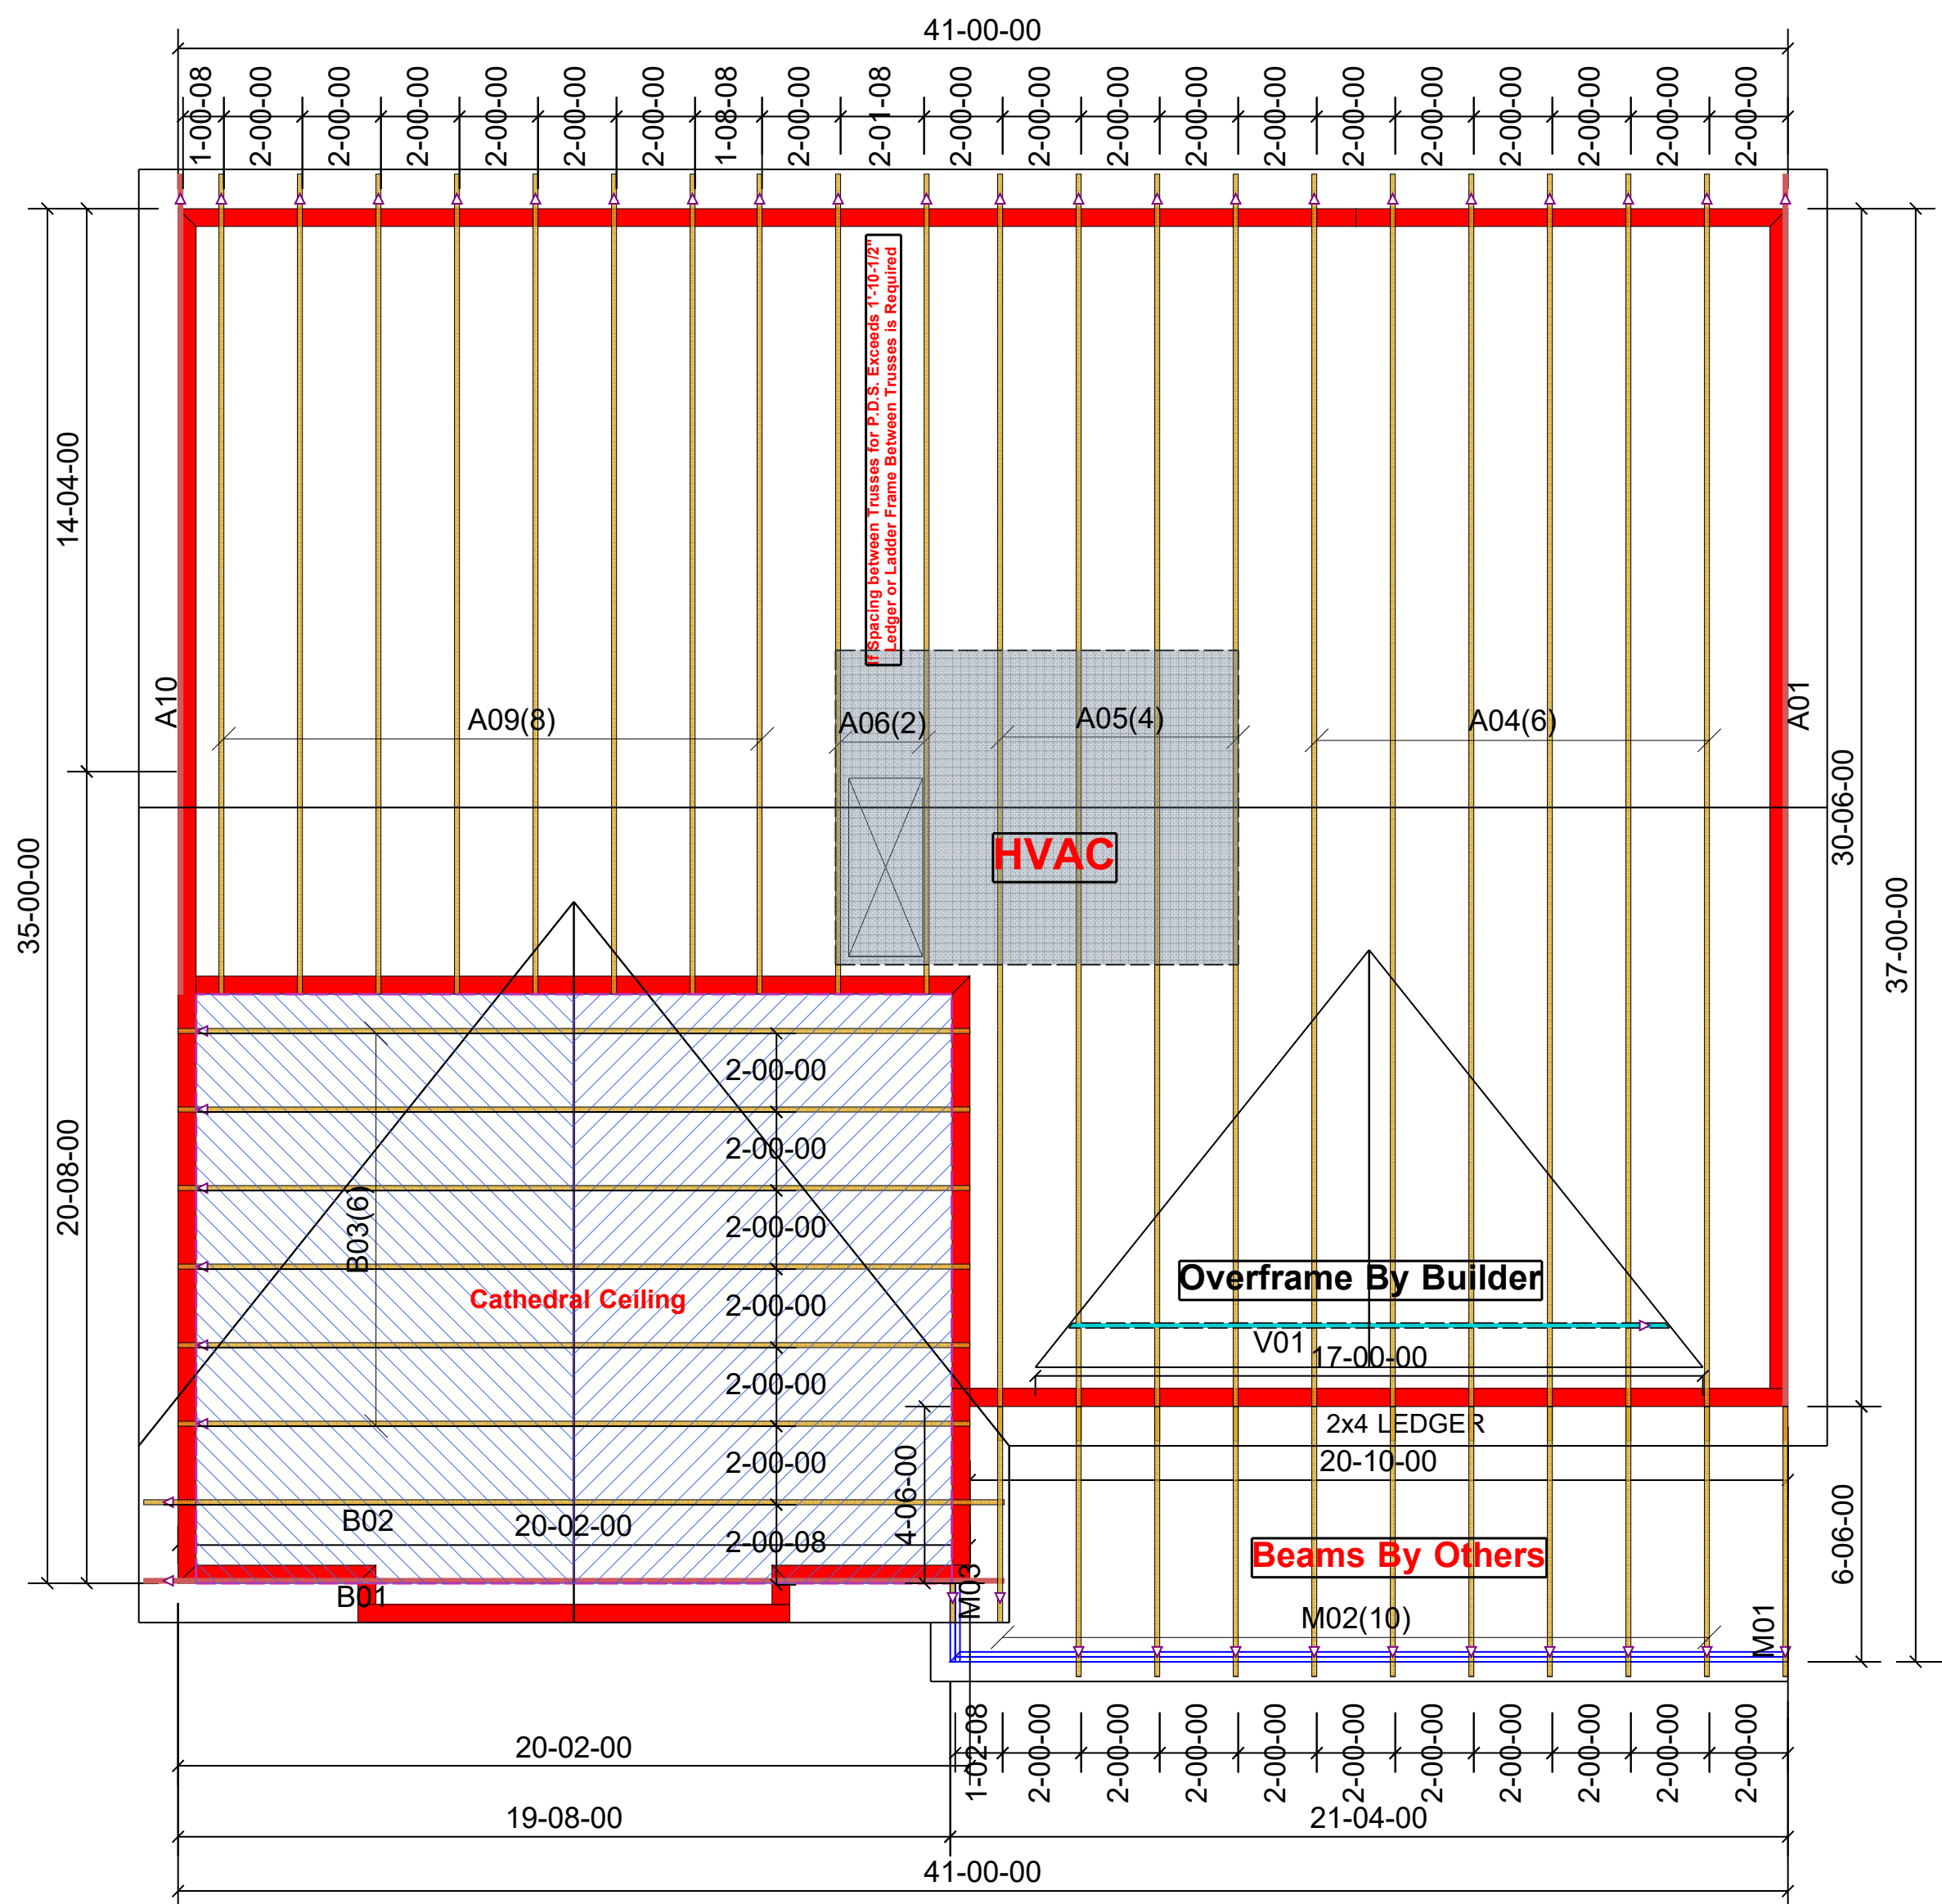 41-00-00
1-00-08
2-00-00
2-00-00
2-00-00
2-00-00
2-00-00
2-00-00
1-08-08
2-00-00
2-01-08
2-00-00
2-00-00
2-00-00
2-00-00
2-00-00
2-00-00
2-00-00
2-00-00
2-00-00
2-00-00
2-00-00
If Spacing between Trusses for P.D.S. Exceeds 1'-10-1/2"
Ledger or Ladder Frame Between Trusses is Required
14-04-00
35-00-00
20-08-00
A10
A09(8)
A06(2)
A05(4)
A04(6)
A01
30-06-00
37-00-00
HVAC
2-00-00
2-00-00
2-00-00
2-00-00
2-00-00
2-00-00
2-00-08
B03(6)
Cathedral Ceiling
Overframe By Builder
V01
17-00-00
2x4 LEDGER
20-10-00
4-06-00
6-06-00
B02
20-02-00
B01
M03
Beams By Others
M02(10)
M01
20-02-00
1-02-08
2-00-00
2-00-00
2-00-00
2-00-00
2-00-00
2-00-00
2-00-00
2-00-00
2-00-00
2-00-00
19-08-00
21-04-00
41-00-00